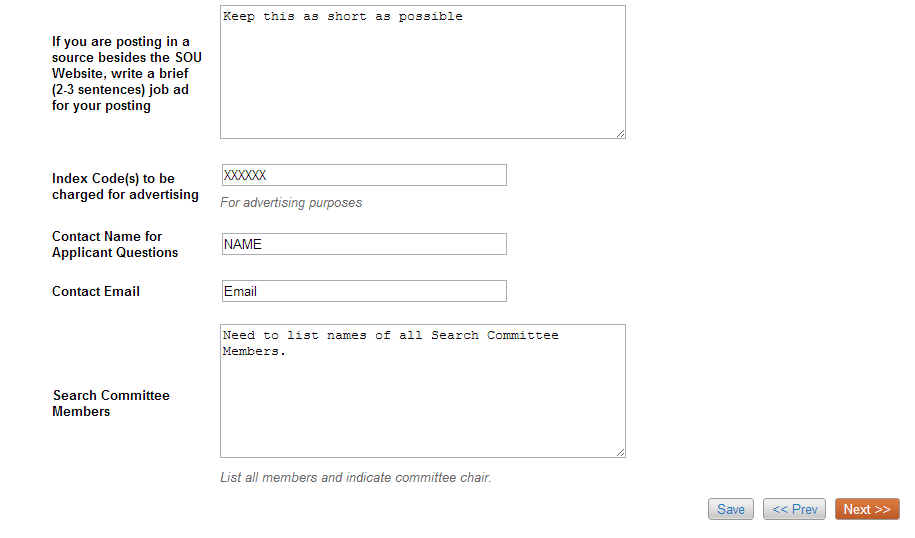 If you are posting in a
source besides the SOU
Website, write a brief
(2-3 sentences) job ad
for your posting
Keep this as short as possible
Index Code(s) to be
charged for advertising
XXXXXX
For advertising purposes
Contact Name for
Applicant Questions
NAME
Contact Email
Email
Search Committee
Members
Need to list names of all Search Committee
Members.
List all members and indicate committee chair.
Save
<< Prev
Next >>